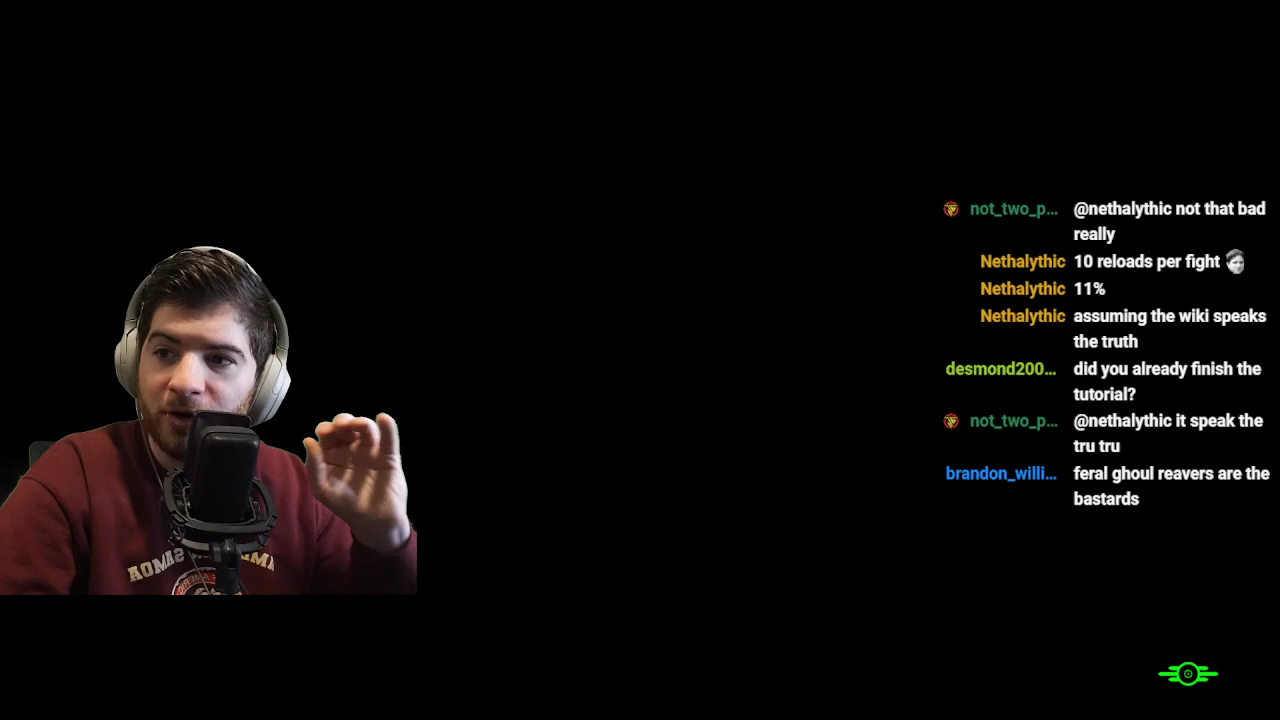 not_two_p... @nethalythic not that bad
really
Nethalythic 10 reloads per fight
Nethalythic 11%
Nethalythic assuming the wiki speaks
the truth
desmond200... did you already finish the
tutorial?
not_two_p... @nethalythic it speak the
tru tru
brandon_willi... feral ghoul reavers are the
bastards